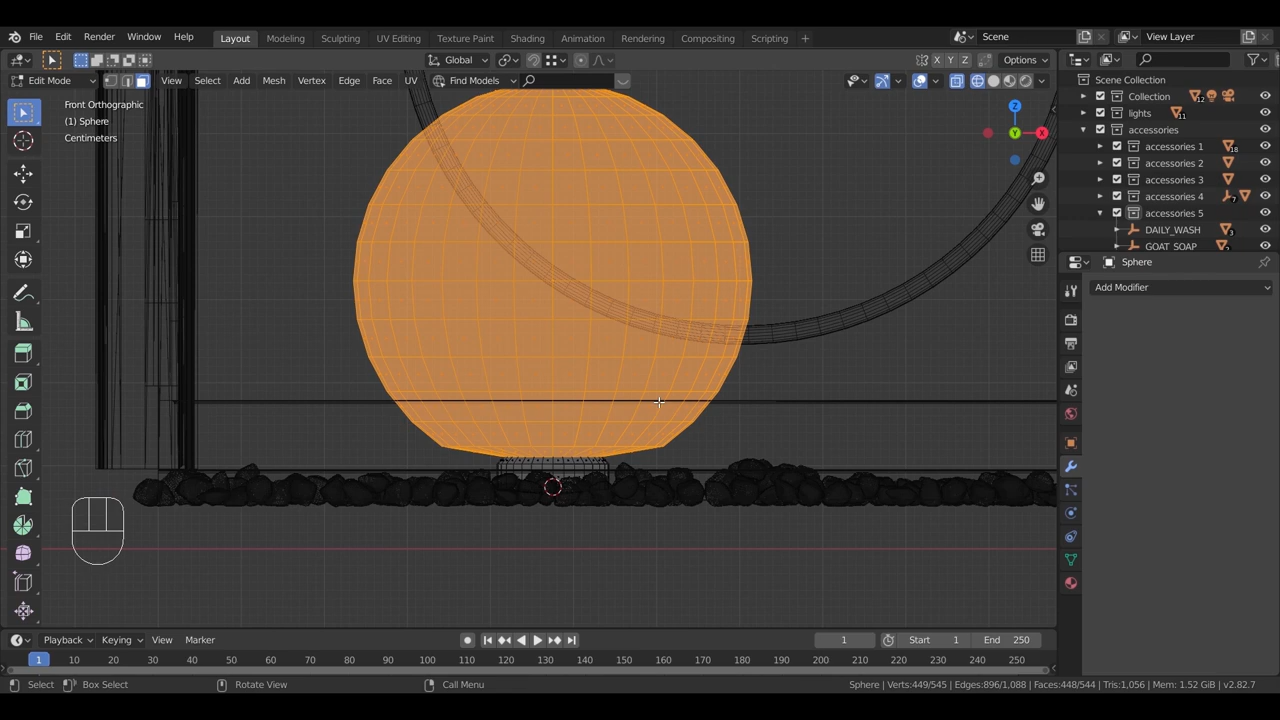 File Edit Render Window Help Layout Modeling Sculpting UV Editing Texture Paint Shading Animation Rendering Compositing Scripting + Scene View Layer
Global X Y Z Options
Edit Mode View Select Add Mesh Vertex Edge Face UV Find Models
Front Orthographic
(1) Sphere
Centimeters
Z
Y
X
Scene Collection
Collection 12
lights 11
accessories
accessories 1 18
accessories 2
accessories 3
accessories 4 7
accessories 5
DAILY_WASH 3
GOAT SOAP
Sphere
Add Modifier
Playback Keying View Marker 1 Start 1 End 250
1 10 20 30 40 50 60 70 80 90 100 110 120 130 140 150 160 170 180 190 200 210 220 230 240 250
Select Box Select Rotate View Call Menu Sphere | Verts:449/545 | Edges:896/1,088 | Faces:448/544 | Tris:1,056 | Mem: 1.52 GiB | v2.82.7